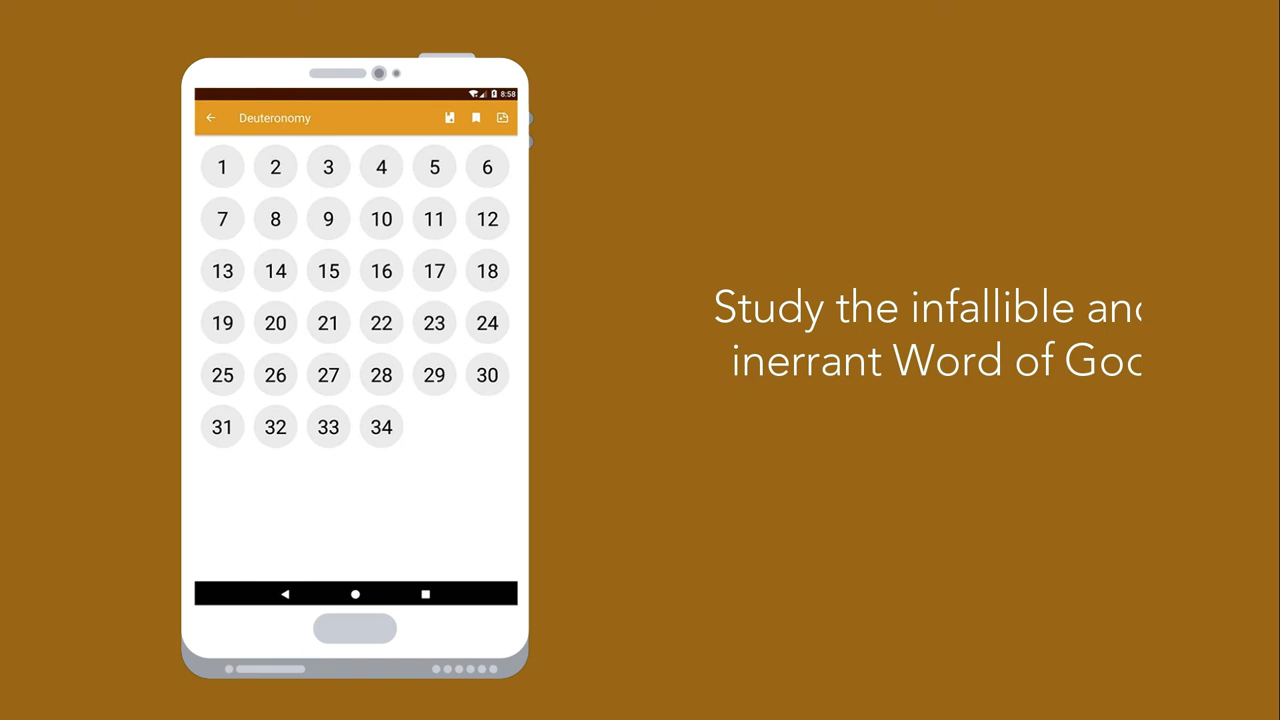 8:58
Deuteronomy
1 2 3 4 5 6
7 8 9 10 11 12
13 14 15 16 17 18
19 20 21 22 23 24
25 26 27 28 29 30
31 32 33 34
Study the infallible and
inerrant Word of God